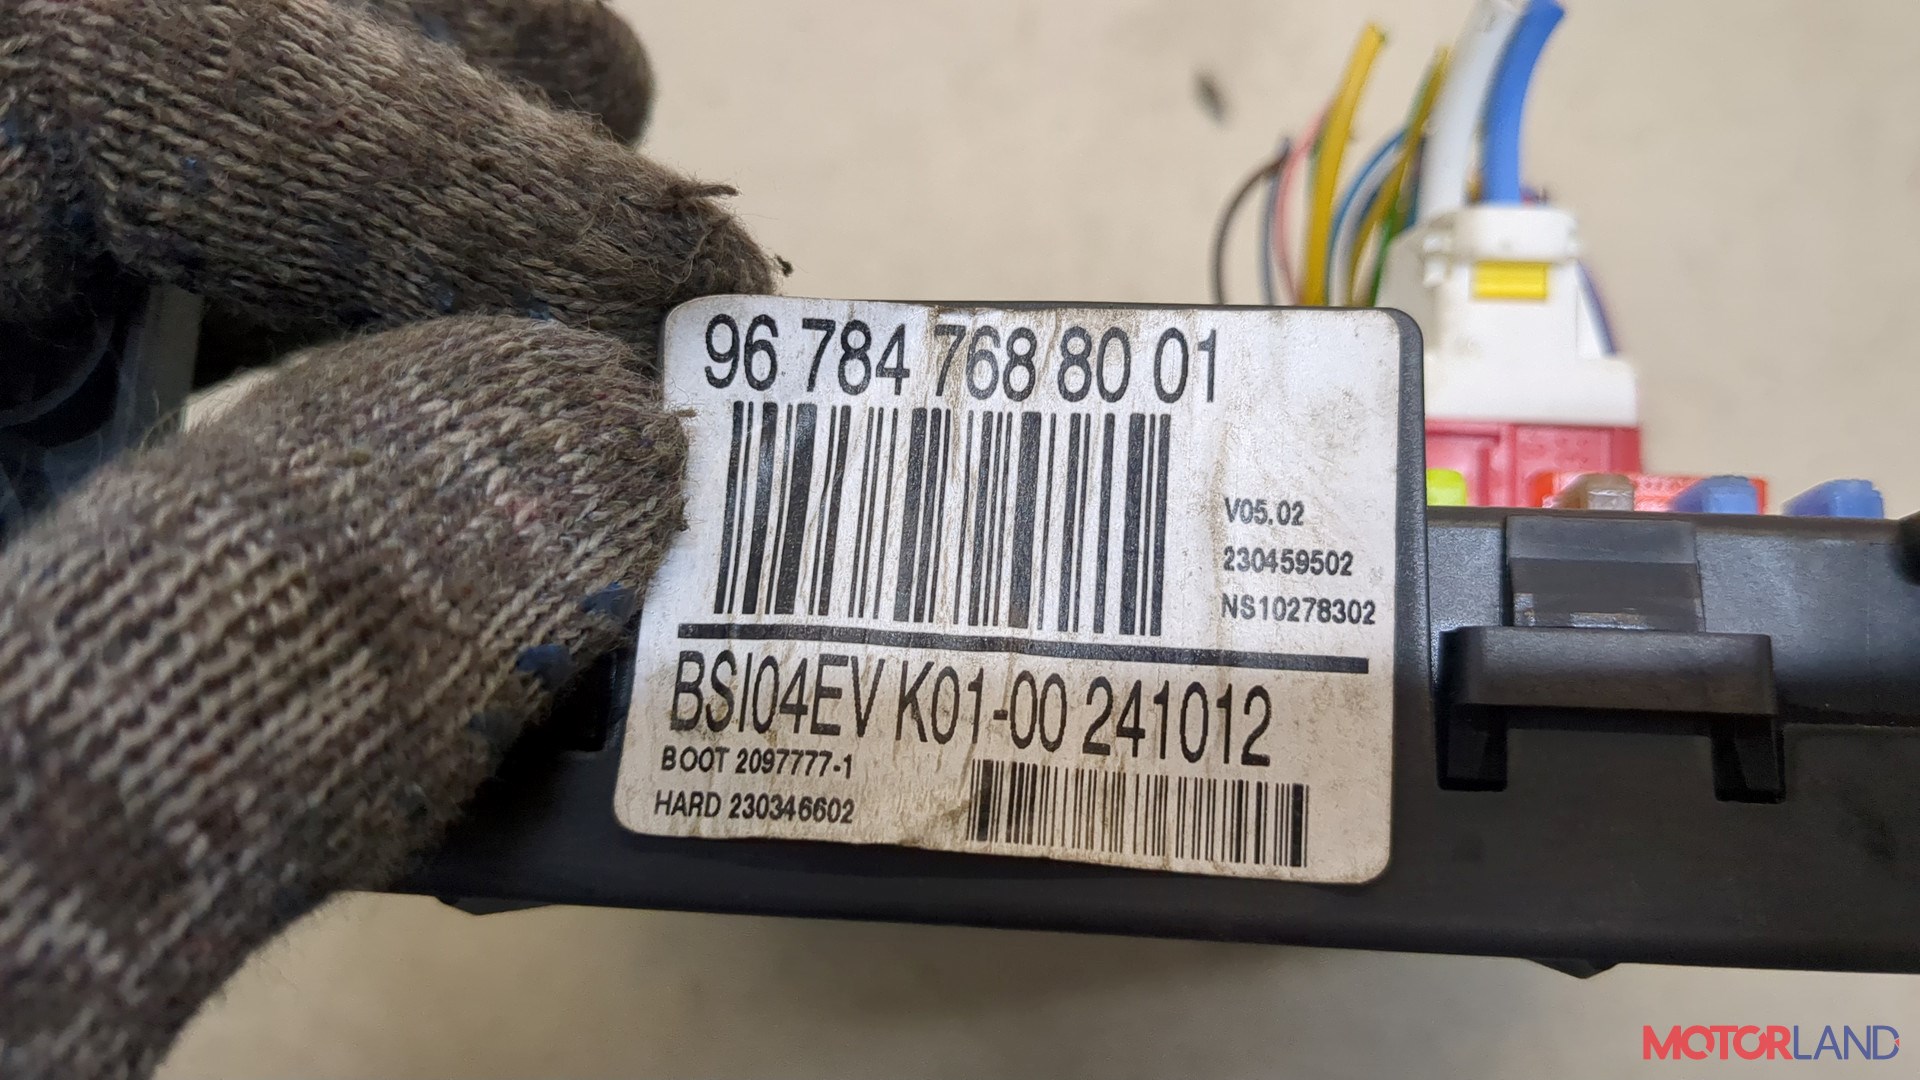 96 784 768 80 01
V05.02
230459502
NS10278302
BSI04EV K01-00 241012
BOOT 2097777-1
HARD 230346602
MOTORLAND